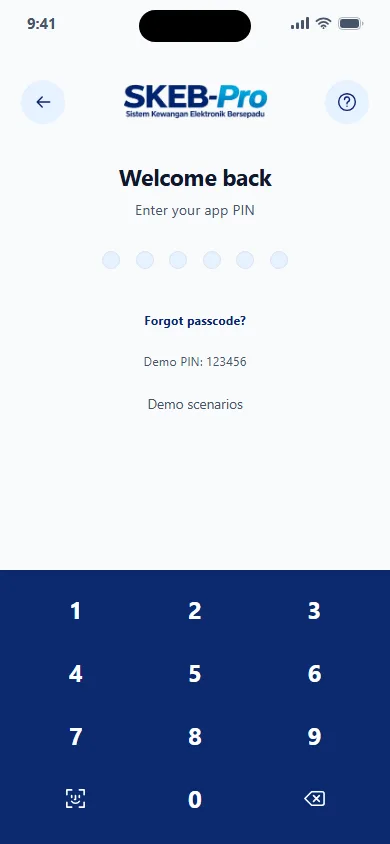 9:41
SKEB-Pro
Sistem Kewangan Elektronik Bersepadu
Welcome back
Enter your app PIN
Forgot passcode?
Demo PIN: 123456
Demo scenarios
1 2 3
4 5 6
7 8 9
0